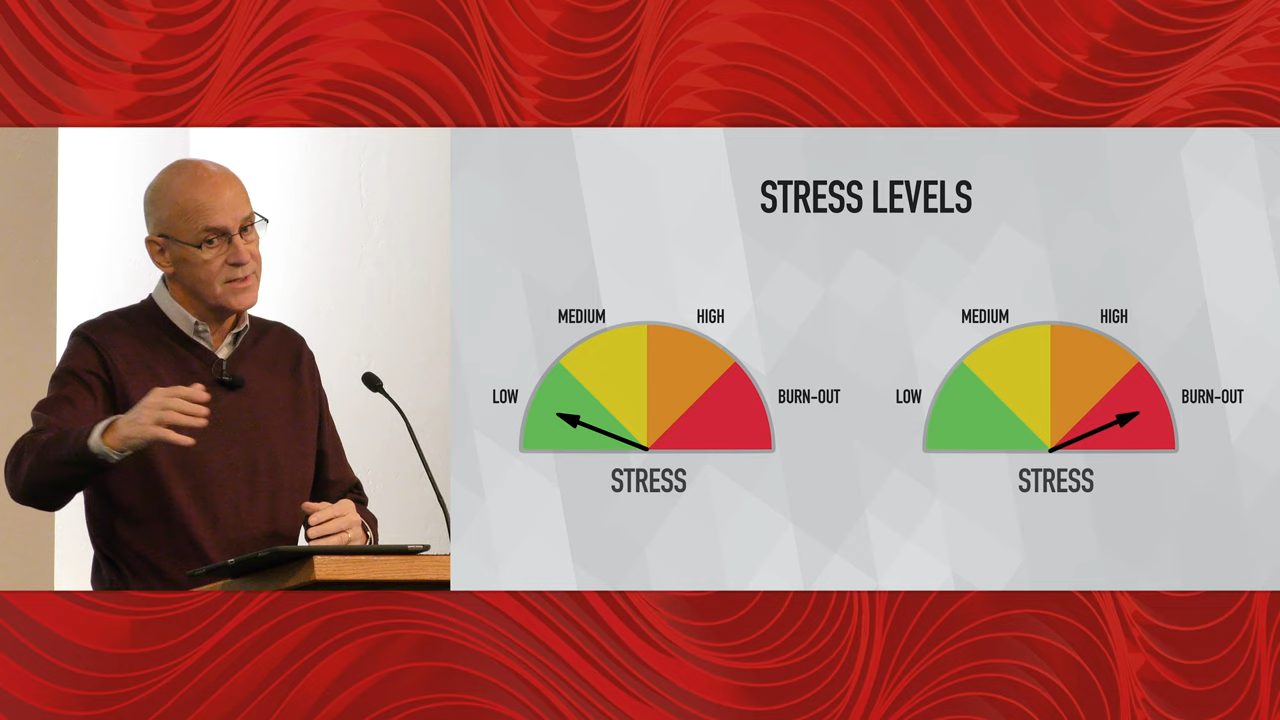 STRESS LEVELS
MEDIUM HIGH
LOW BURN-OUT
STRESS
MEDIUM HIGH
LOW BURN-OUT
STRESS